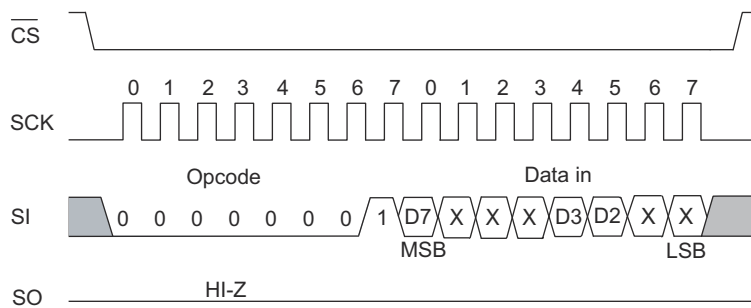 CS
0 1 2 3 4 5 6 7 0 1 2 3 4 5 6 7
SCK
Opcode Data in
SI 0 0 0 0 0 0 0 1 D7 X X X D3 D2 X X
MSB LSB
HI-Z
SO